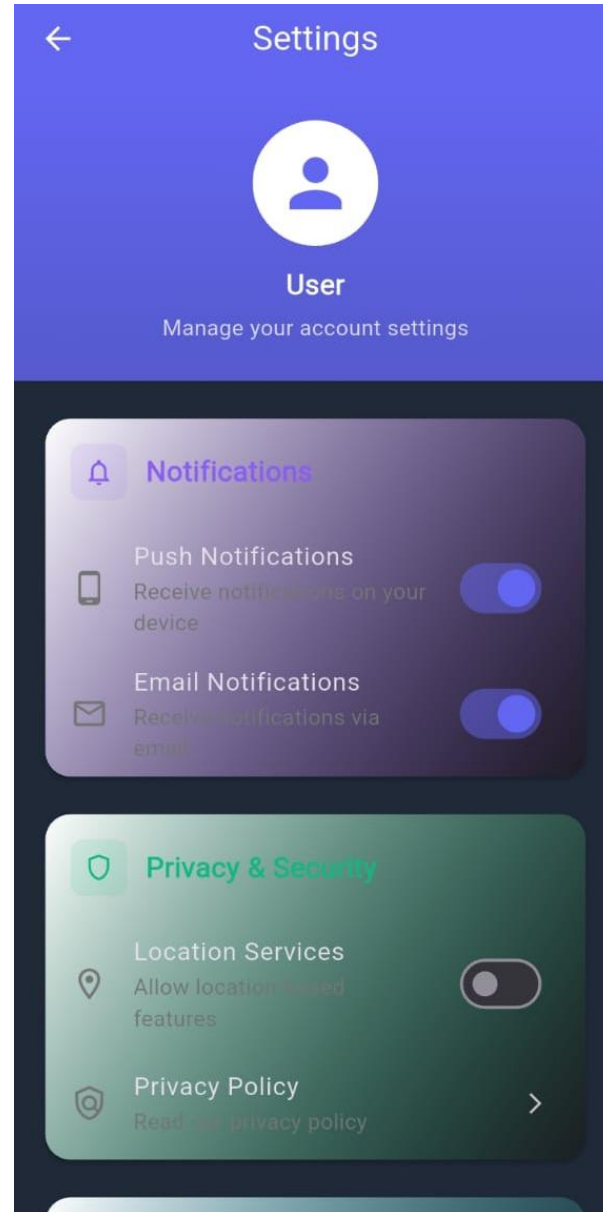 Settings
User
Manage your account settings
Notifications
Push Notifications
Receive notifications on your
device
Email Notifications
Receive notifications via
email
Privacy & Security
Location Services
Allow location-based
features
Privacy Policy
Read our privacy policy